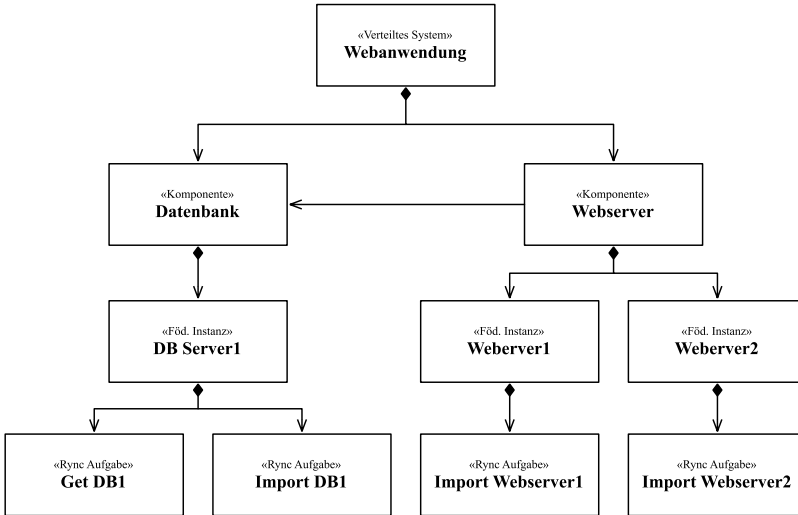 «Verteiltes System»
Webanwendung
«Komponente»
Datenbank
«Komponente»
Webserver
«Föd. Instanz»
DB Server1
«Föd. Instanz»
Weberver1
«Föd. Instanz»
Weberver2
«Rync Aufgabe»
Get DB1
«Rync Aufgabe»
Import DB1
«Rync Aufgabe»
Import Webserver1
«Rync Aufgabe»
Import Webserver2